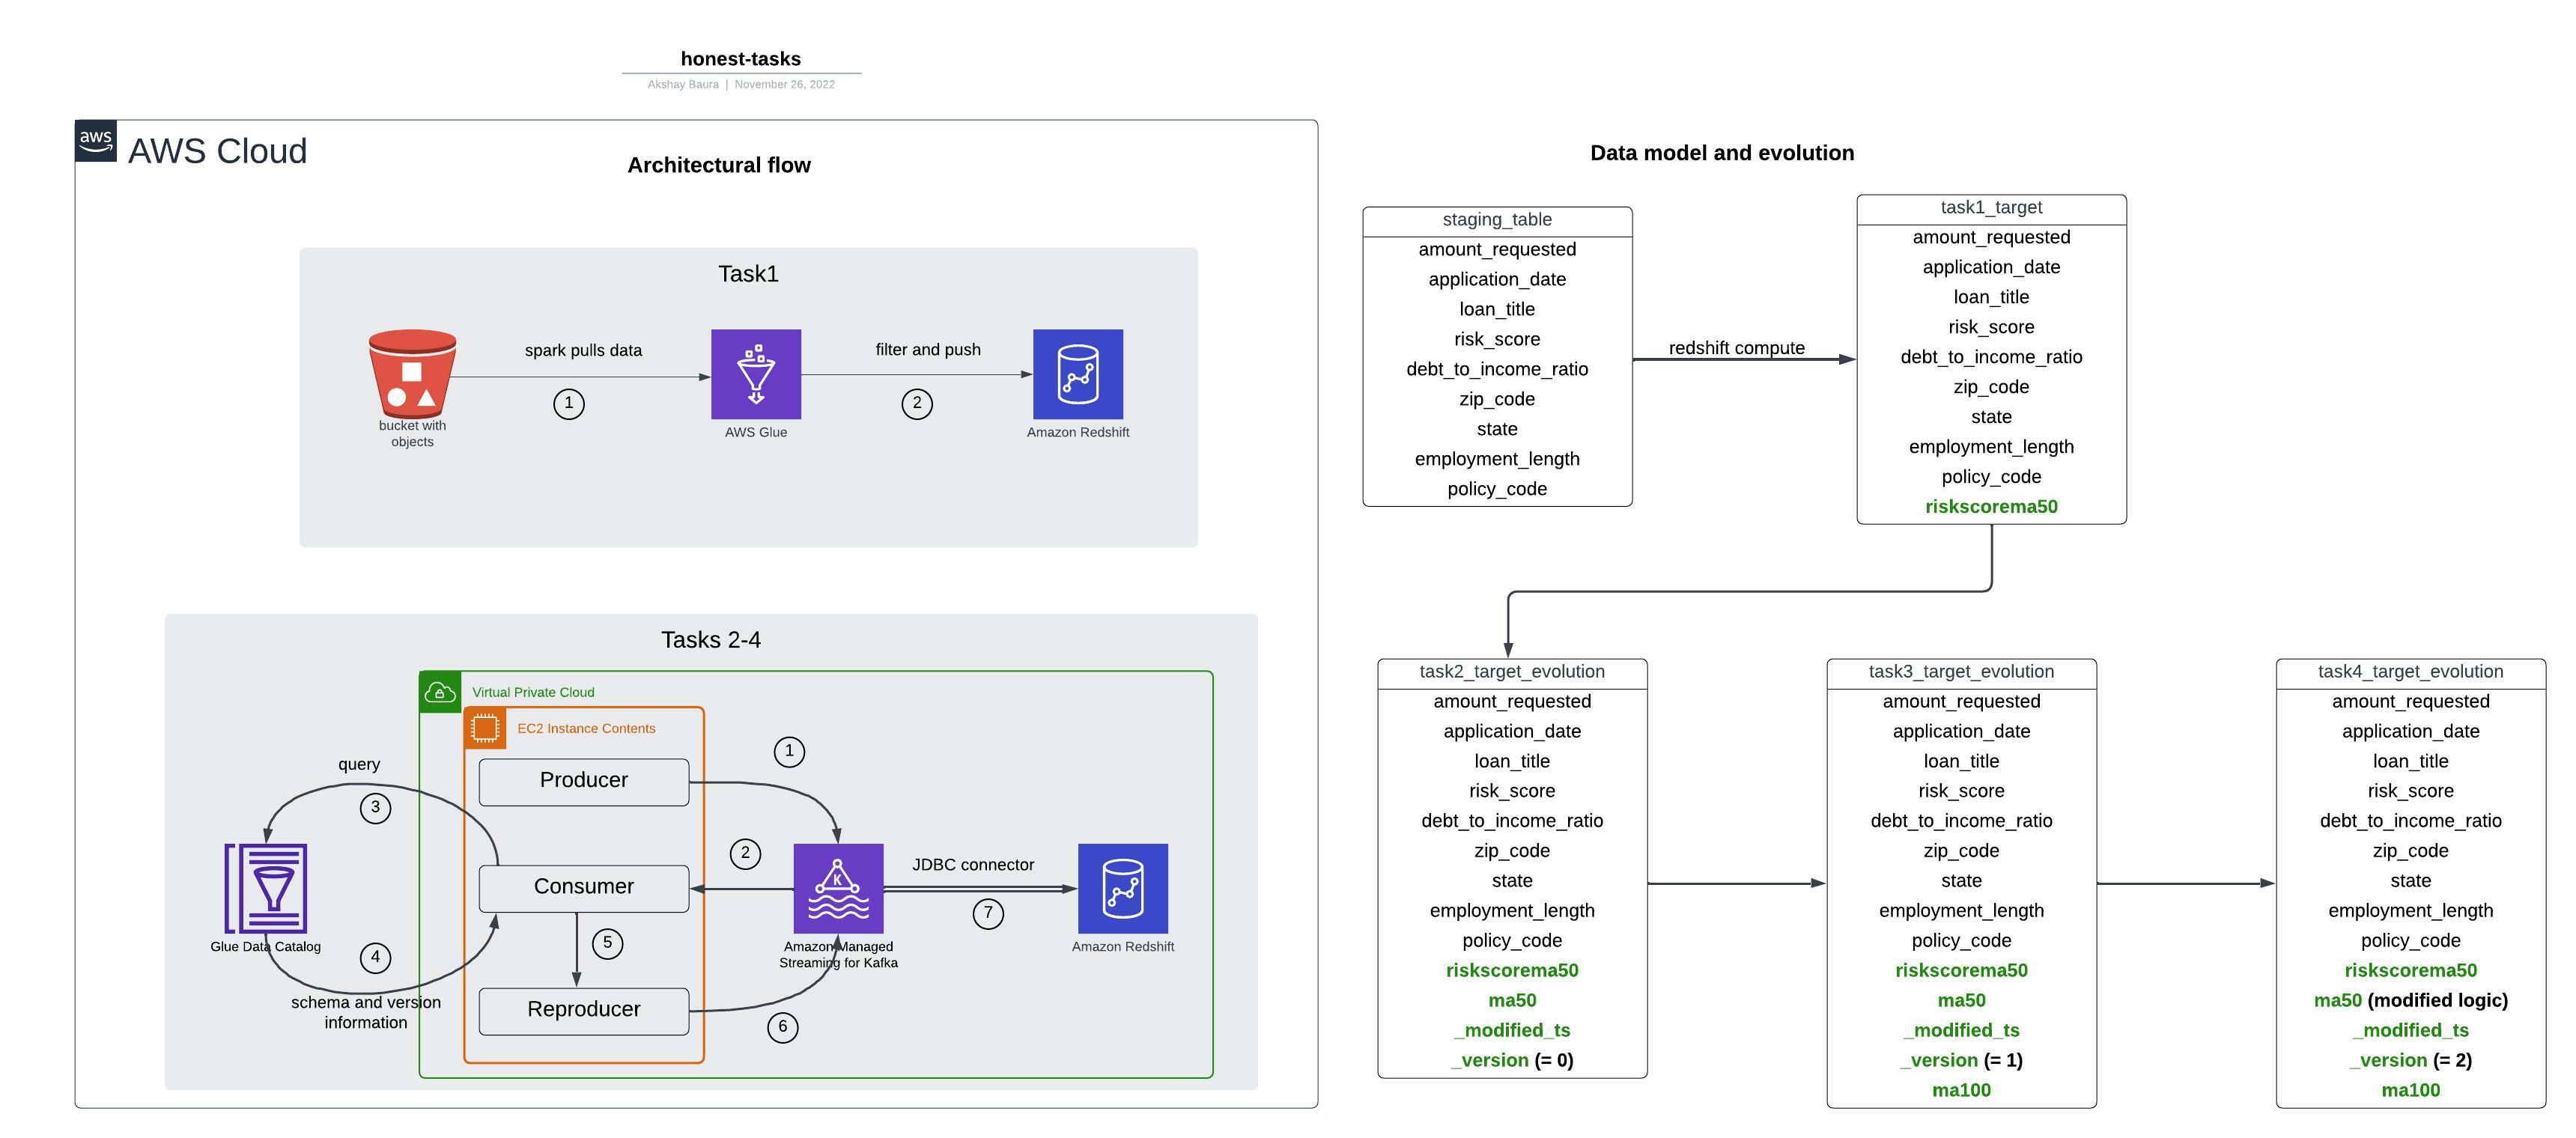 honest-tasks
Akshay Baura | November 26, 2022
aws
AWS Cloud
Architectural flow
Task1
spark pulls data
1
filter and push
2
bucket with
objects
AWS Glue
Amazon Redshift
Tasks 2-4
Virtual Private Cloud
EC2 Instance Contents
Producer
1
query
3
Consumer
2
K
JDBC connector
7
Glue Data Catalog
4
5
Amazon Managed
Streaming for Kafka
Amazon Redshift
schema and version
information
Reproducer
6
Data model and evolution
staging_table
amount_requested
application_date
loan_title
risk_score
debt_to_income_ratio
zip_code
state
employment_length
policy_code
redshift compute
task1_target
amount_requested
application_date
loan_title
risk_score
debt_to_income_ratio
zip_code
state
employment_length
policy_code
riskscorema50
task2_target_evolution
amount_requested
application_date
loan_title
risk_score
debt_to_income_ratio
zip_code
state
employment_length
policy_code
riskscorema50
ma50
_modified_ts
_version (= 0)
task3_target_evolution
amount_requested
application_date
loan_title
risk_score
debt_to_income_ratio
zip_code
state
employment_length
policy_code
riskscorema50
ma50
_modified_ts
_version (= 1)
ma100
task4_target_evolution
amount_requested
application_date
loan_title
risk_score
debt_to_income_ratio
zip_code
state
employment_length
policy_code
riskscorema50
ma50 (modified logic)
_modified_ts
_version (= 2)
ma100